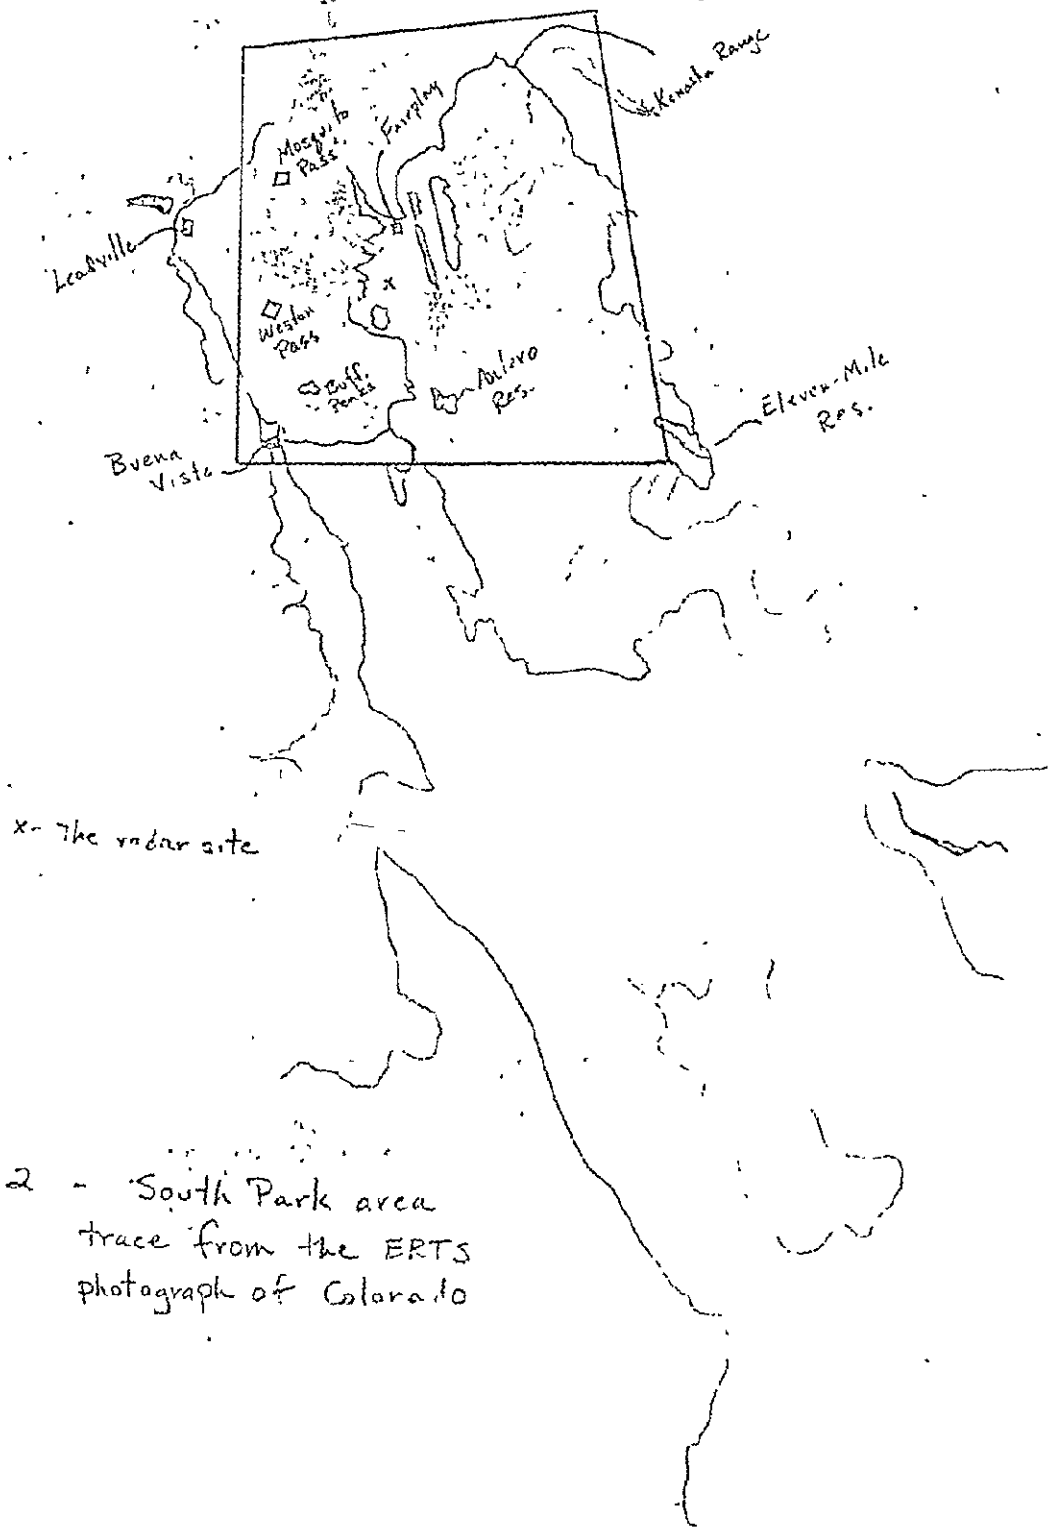 Kenosha Range
Fairplay
Mosquito
Pass
Leadville
x
Weston
Pass
Buff.
Peaks
Antero
Res.
Eleven-Mile
Res.
Buena
Vista
x- The radar site
2 - South Park area
trace from the ERTS
photograph of Colorado